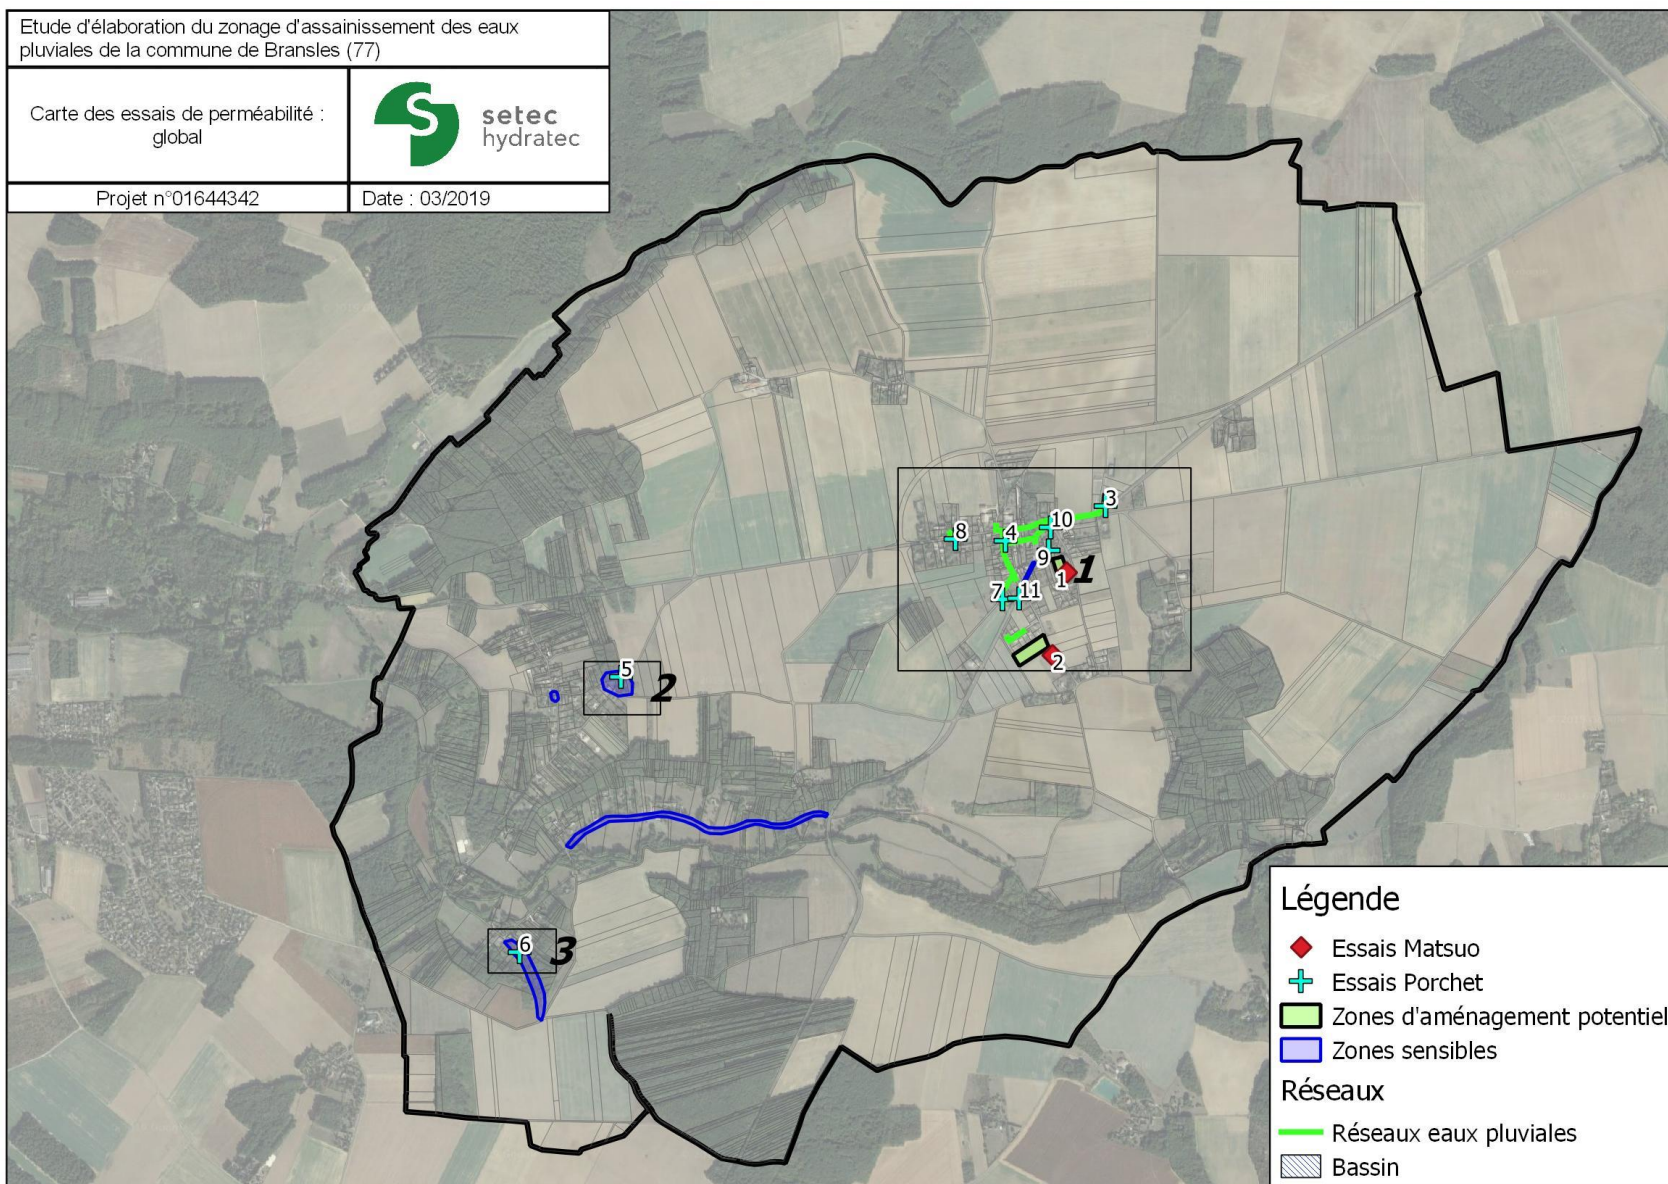 Etude d'élaboration du zonage d'assainissement des eaux
pluviales de la commune de Bransles (77)
Carte des essais de perméabilité :
global
setec
hydratec
Projet n°01644342
Date : 03/2019
3
10
8
4
9
1
1
7
11
2
5
2
6
3
Légende
Essais Matsuo
Essais Porchet
Zones d'aménagement potentiel
Zones sensibles
Réseaux
Réseaux eaux pluviales
Bassin